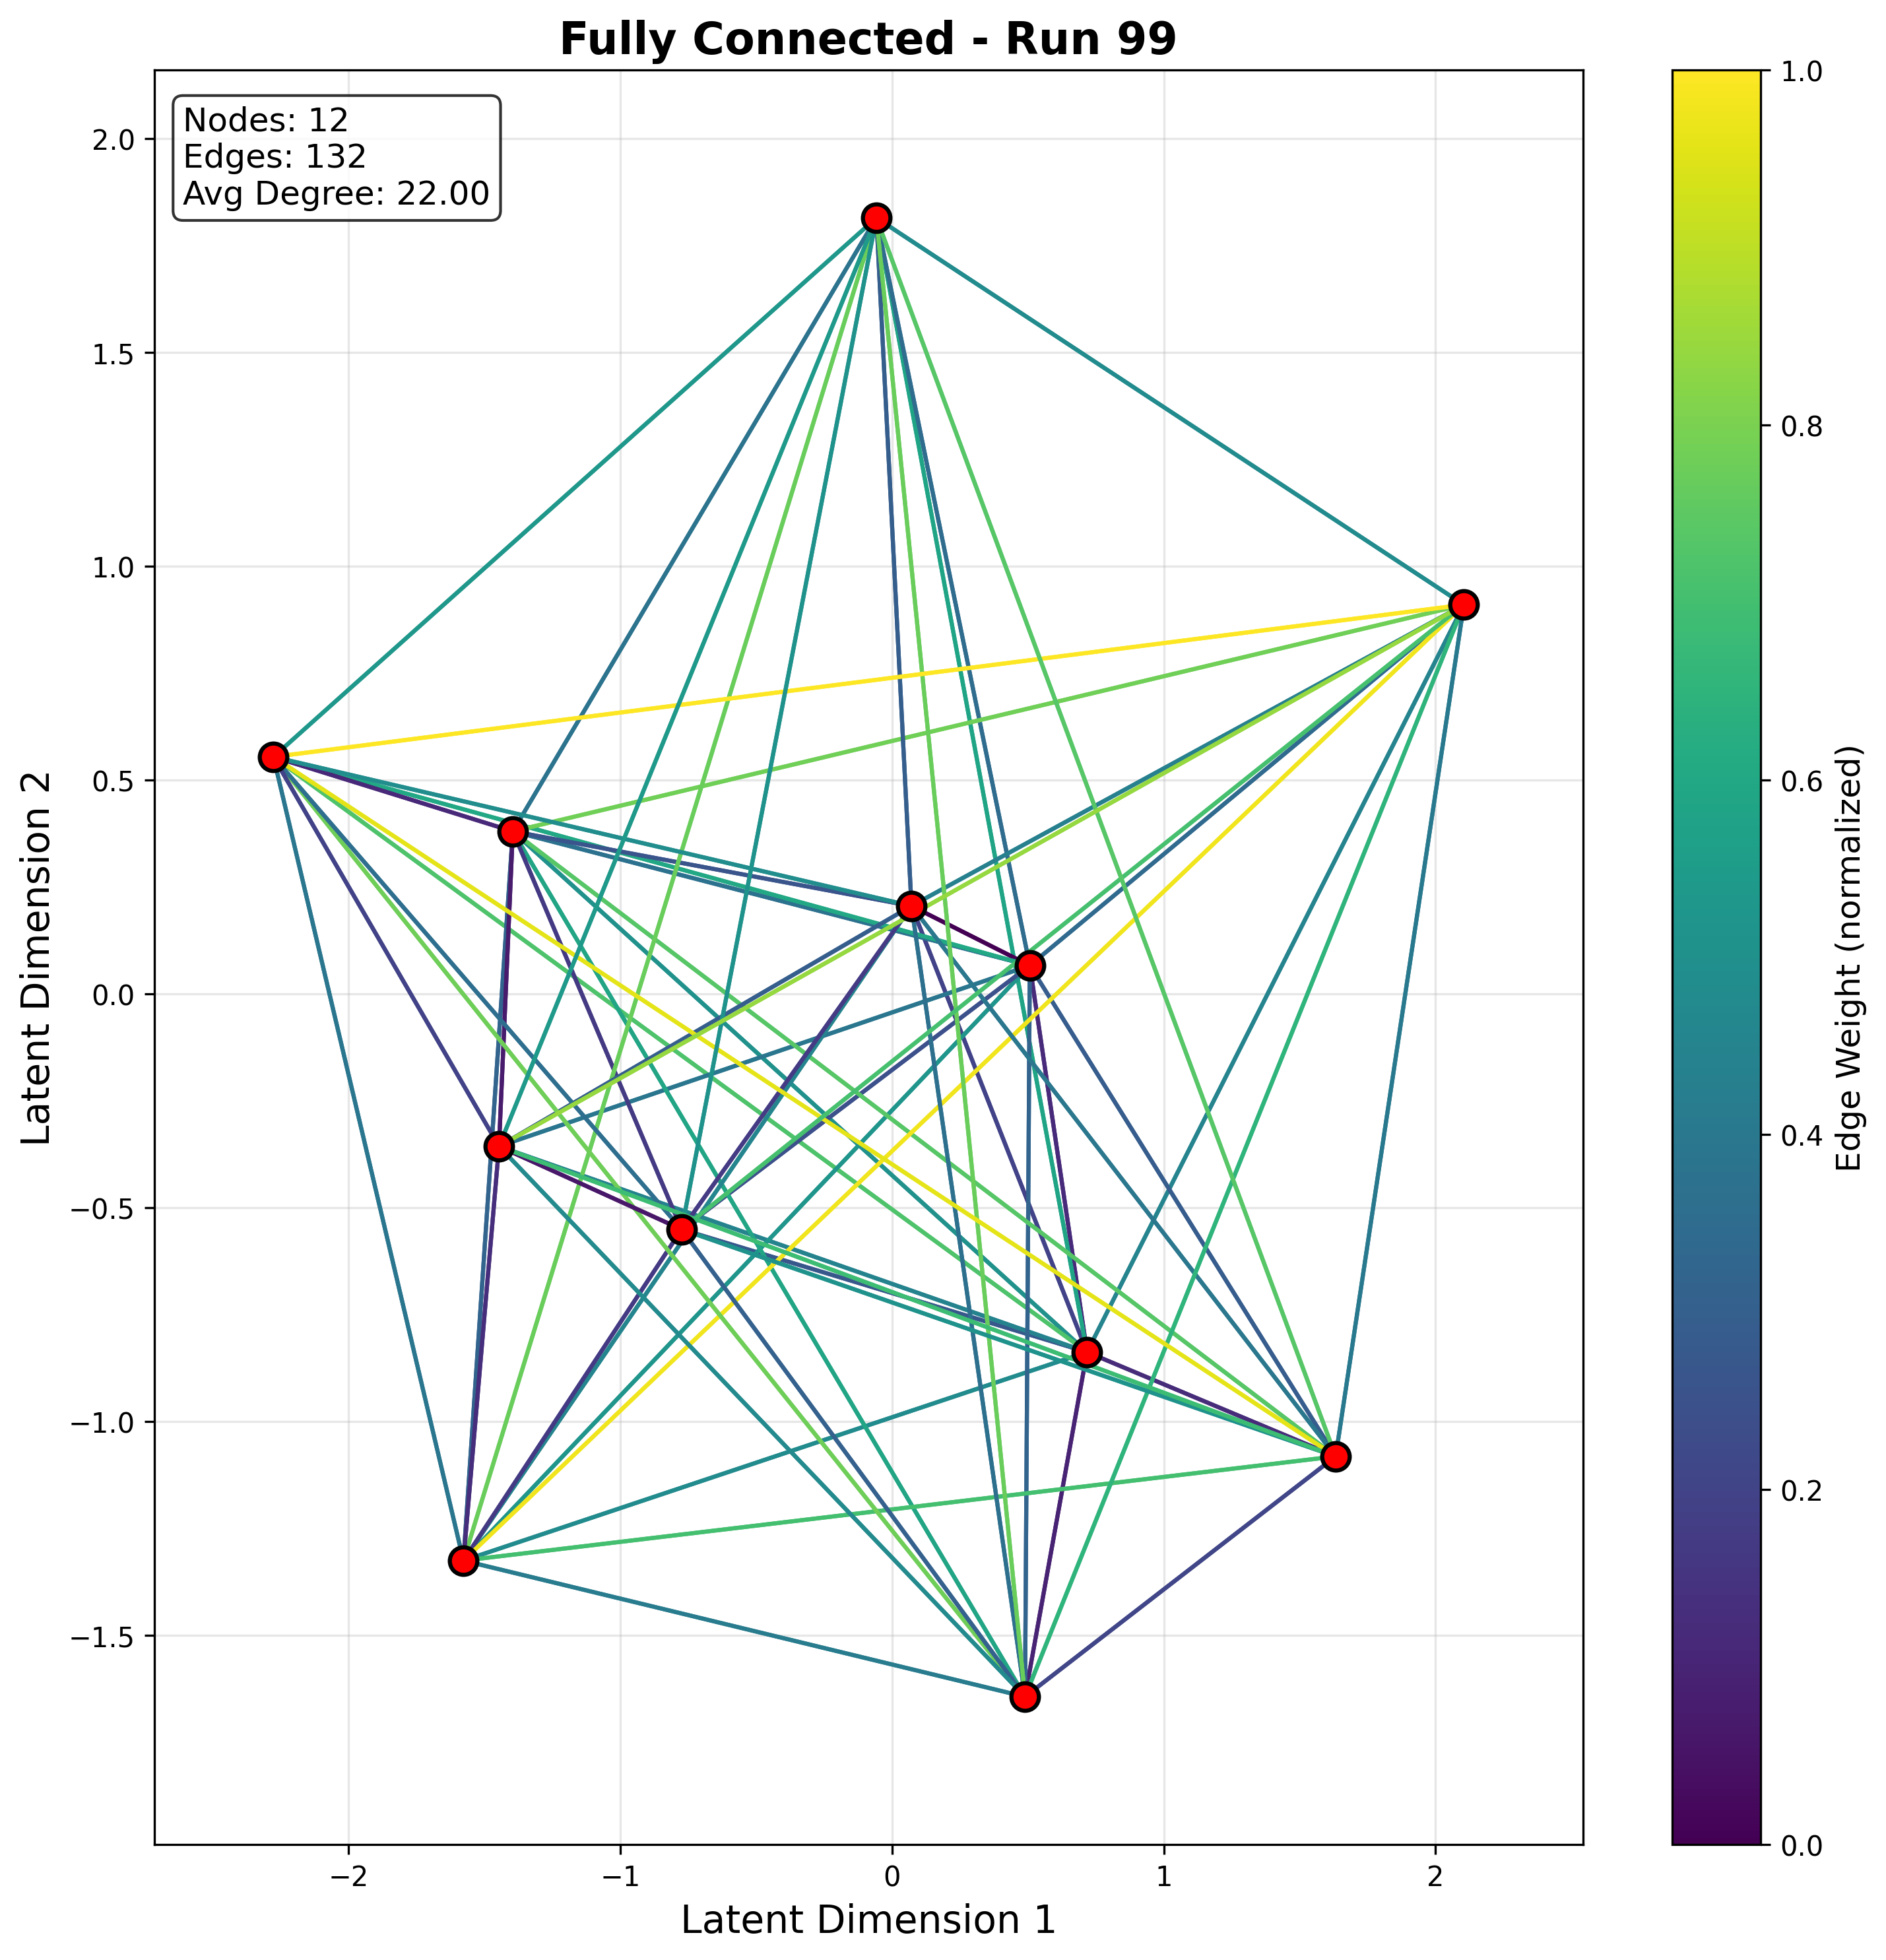 Fully Connected - Run 99
Nodes: 12
Edges: 132
Avg Degree: 22.00
2.0
1.5
1.0
0.5
0.0
−0.5
−1.0
−1.5
Latent Dimension 2
−2
−1
0
1
2
Latent Dimension 1
1.0
0.8
0.6
0.4
0.2
0.0
Edge Weight (normalized)